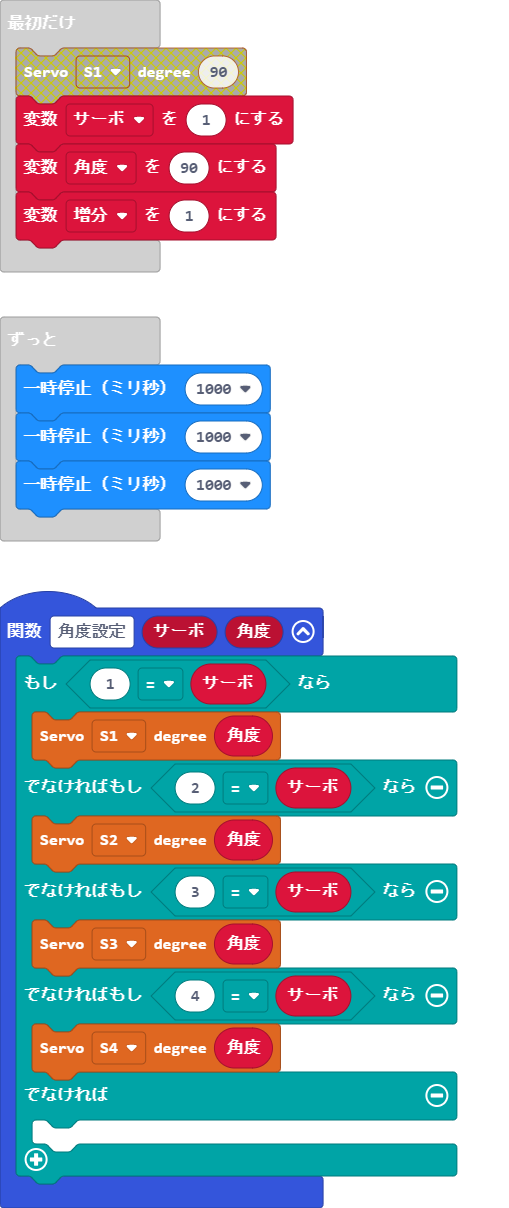 最初だけ
Servo S1 degree 90
変数 サーボ を 1 にする
変数 角度 を 90 にする
変数 増分 を 1 にする
ずっと
一時停止（ミリ秒） 1000
一時停止（ミリ秒） 1000
一時停止（ミリ秒） 1000
関数 角度設定 サーボ 角度
もし 1 = サーボ なら
Servo S1 degree 角度
でなければもし 2 = サーボ なら
Servo S2 degree 角度
でなければもし 3 = サーボ なら
Servo S3 degree 角度
でなければもし 4 = サーボ なら
Servo S4 degree 角度
でなければ